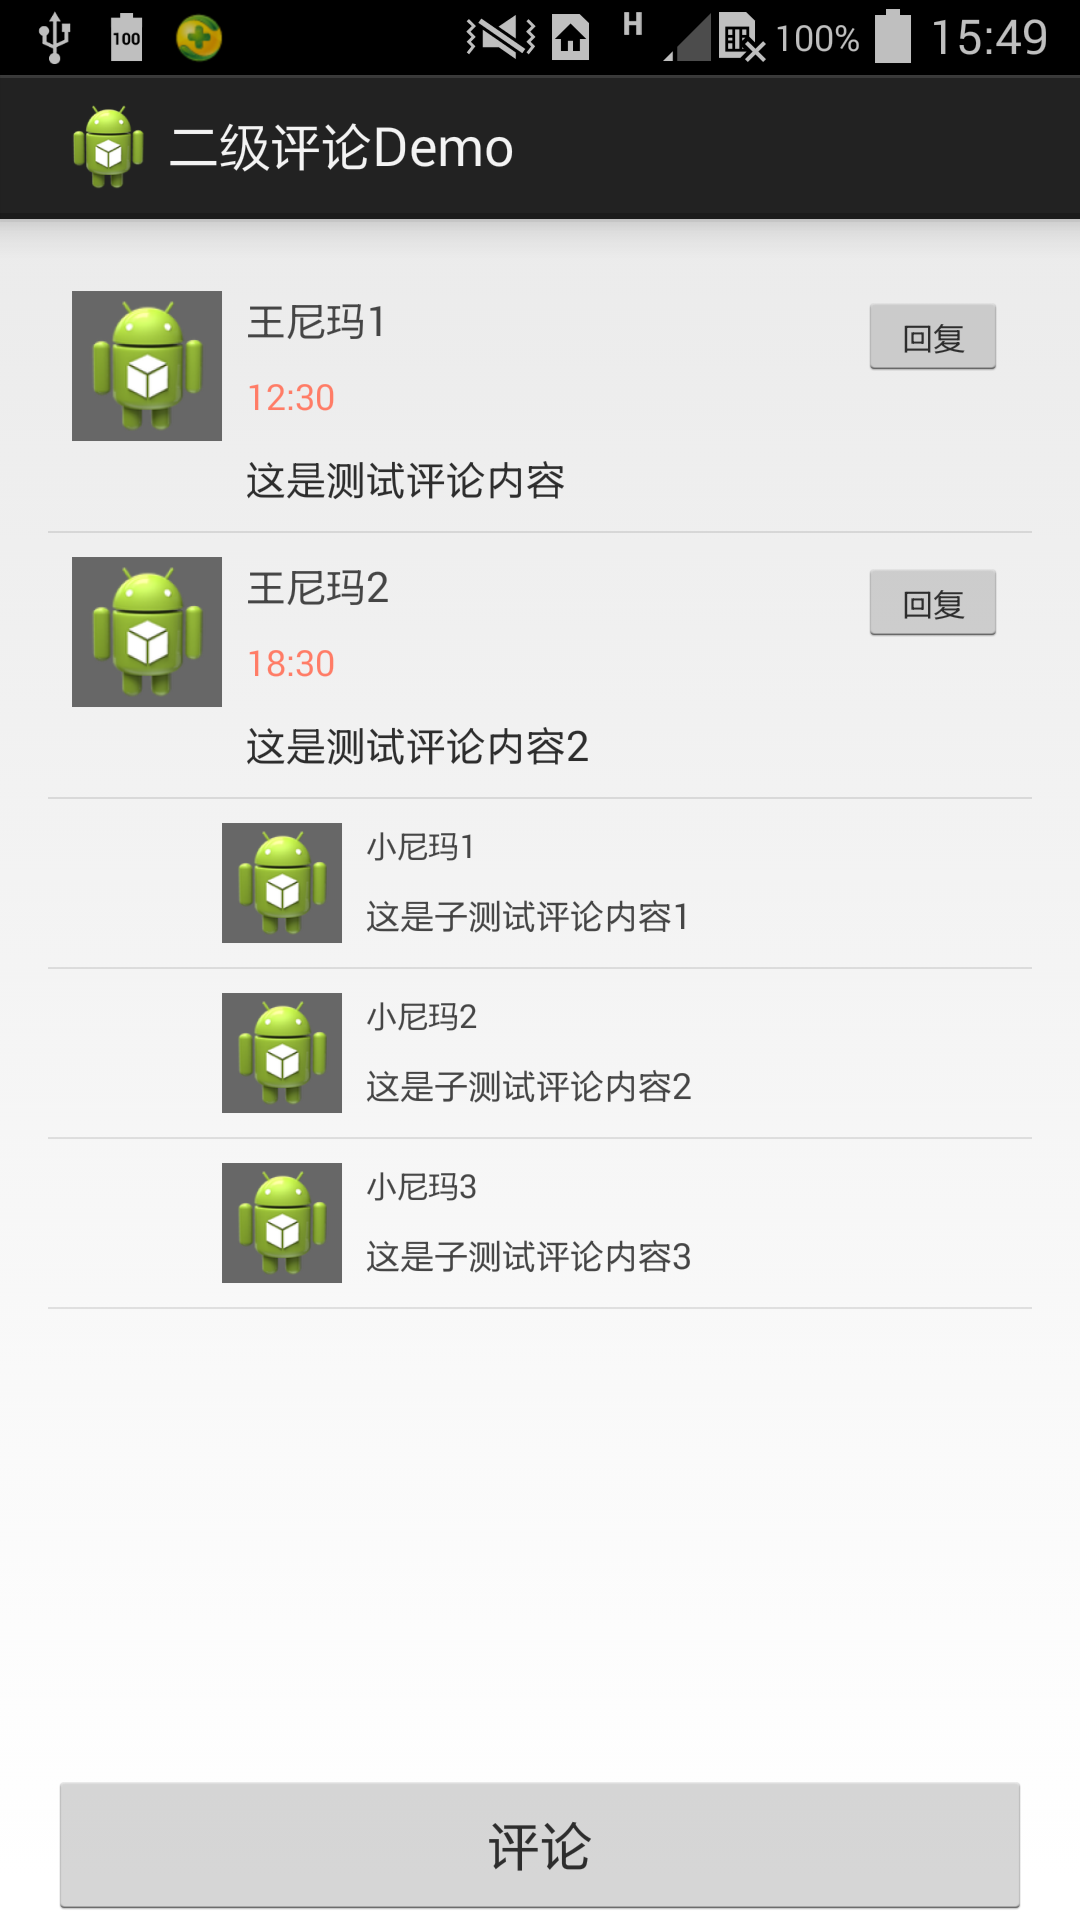 100 H 100% 15:49
二级评论Demo
王尼玛1
回复
12:30
这是测试评论内容
王尼玛2
回复
18:30
这是测试评论内容2
小尼玛1
这是子测试评论内容1
小尼玛2
这是子测试评论内容2
小尼玛3
这是子测试评论内容3
评论